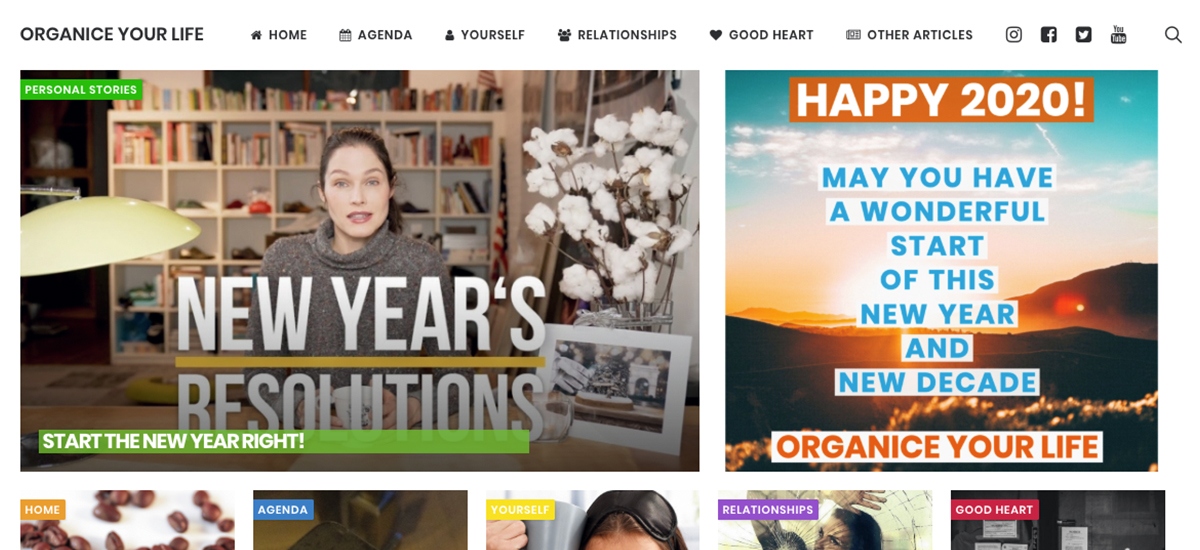 ORGANICE YOUR LIFE
HOME AGENDA YOURSELF RELATIONSHIPS GOOD HEART OTHER ARTICLES You Tube
PERSONAL STORIES
NEW YEAR‘S
RESOLUTIONS
START THE NEW YEAR RIGHT!
HAPPY 2020!
MAY YOU HAVE
A WONDERFUL
START
OF THIS
NEW YEAR
AND
NEW DECADE
ORGANICE YOUR LIFE
HOME
AGENDA
YOURSELF
RELATIONSHIPS
GOOD HEART